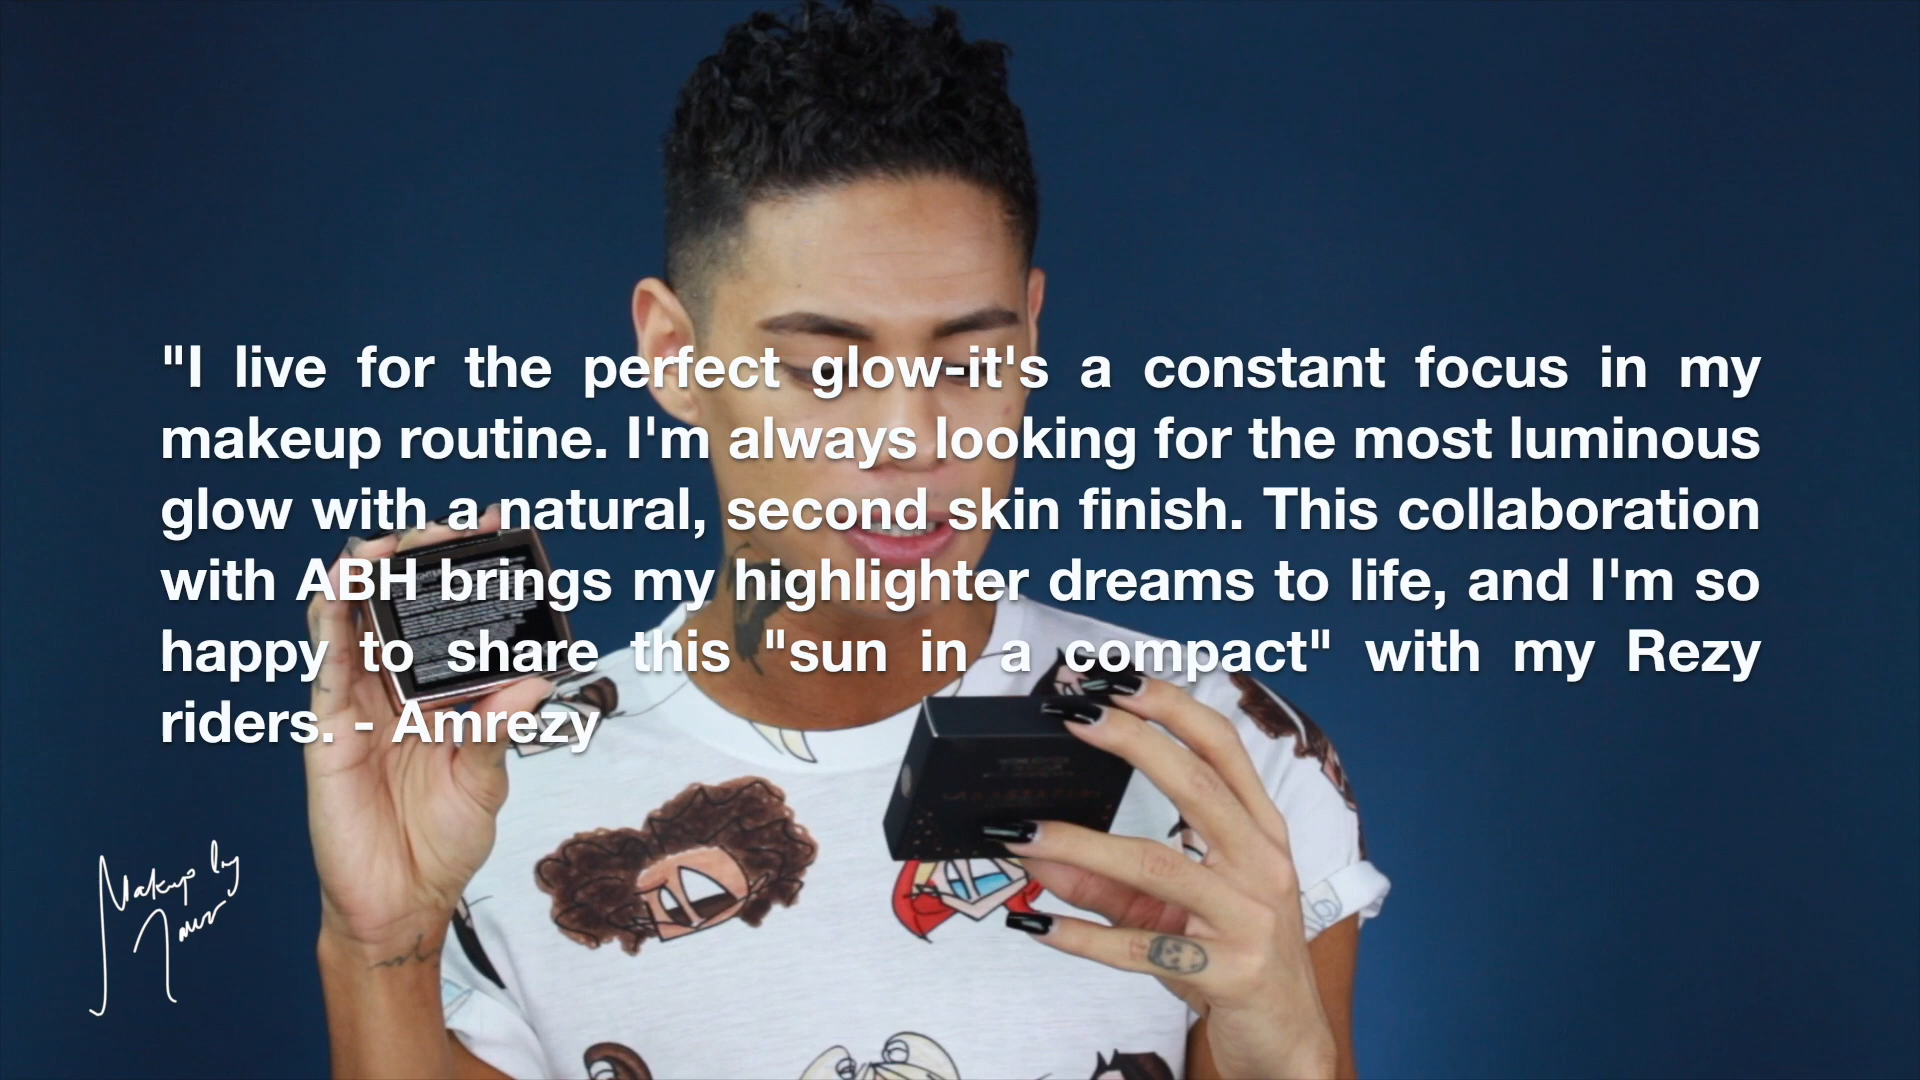 "I live for the perfect glow-it's a constant focus in my
makeup routine. I'm always looking for the most luminous
glow with a natural, second skin finish. This collaboration
with ABH brings my highlighter dreams to life, and I'm so
happy to share this "sun in a compact" with my Rezy
riders. - Amrezy
Makeup by